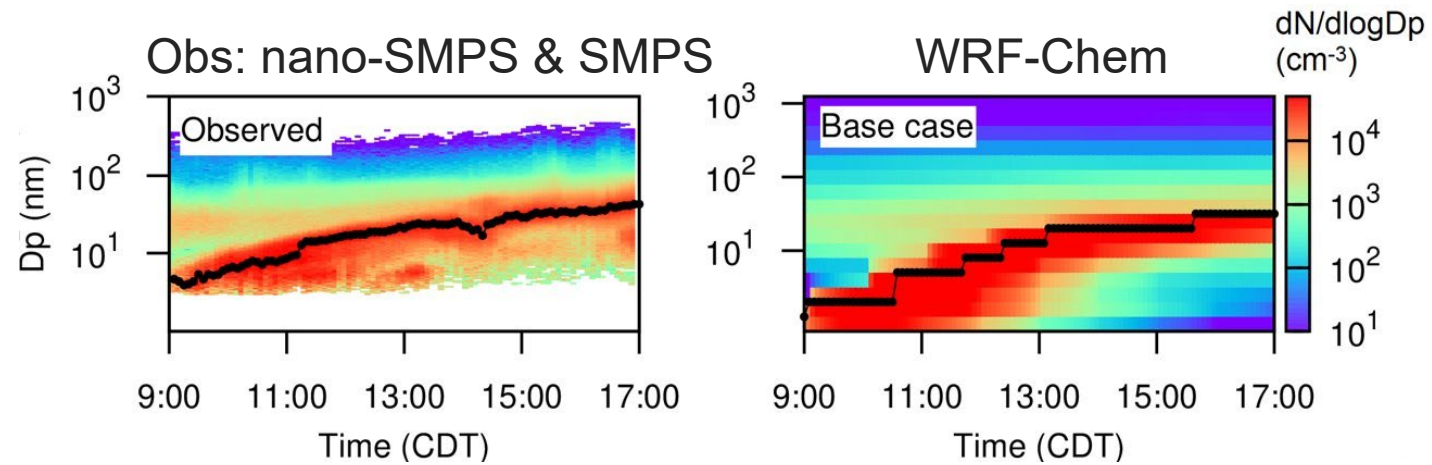 Obs: nano-SMPS & SMPS
WRF-Chem
dN/dlogDp
(cm⁻³)
Observed
Base case
Dp (nm)
10³
10²
10¹
10³
10²
10¹
10⁴
10³
10²
10¹
9:00 11:00 13:00 15:00 17:00
9:00 11:00 13:00 15:00 17:00
Time (CDT)
Time (CDT)